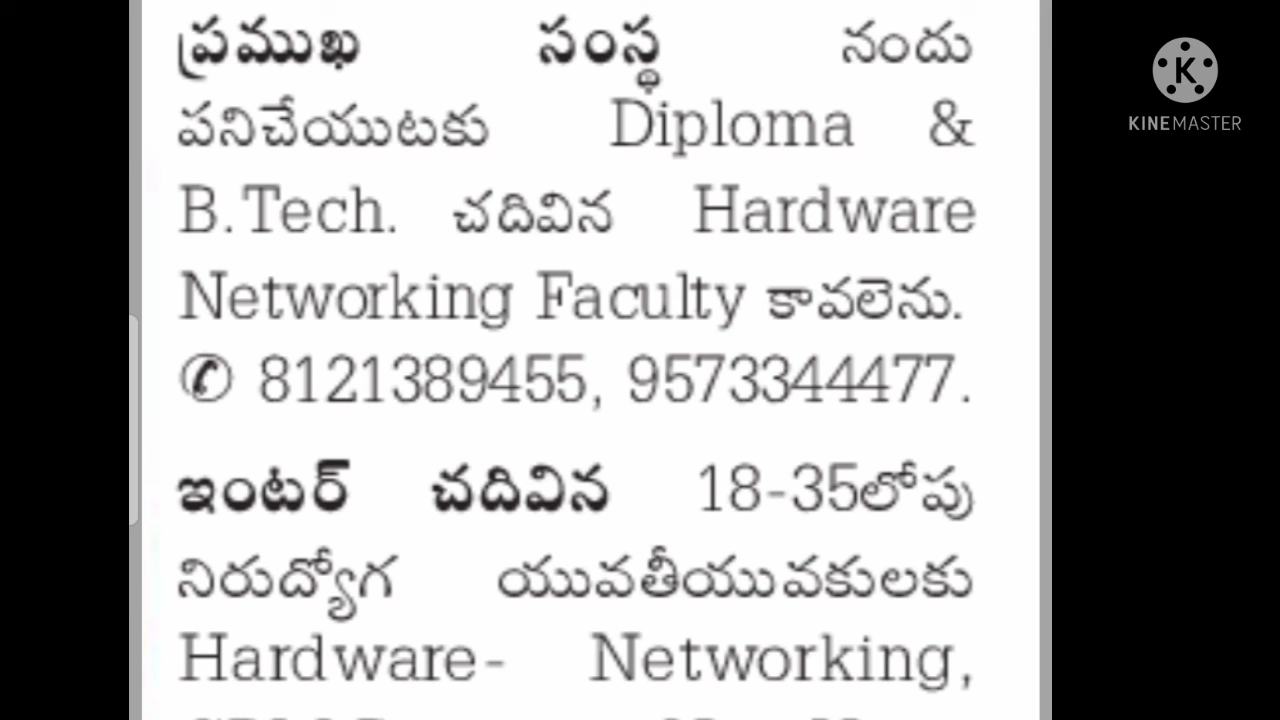 ప్రముఖ సంస్థ నందు
పనిచేయుటకు Diploma &
B.Tech. చదివిన Hardware
Networking Faculty కావలెను.
✆ 8121389455, 9573344477.
ఇంటర్ చదివిన 18-35లోపు
నిరుద్యోగ యువతీయువకులకు
Hardware- Networking,
K
KINEMASTER